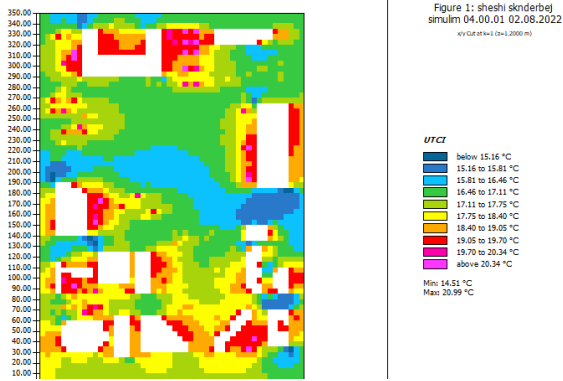 350.00
340.00
330.00
320.00
310.00
300.00
290.00
280.00
270.00
260.00
250.00
240.00
230.00
220.00
210.00
200.00
190.00
180.00
170.00
160.00
150.00
140.00
130.00
120.00
110.00
100.00
90.00
80.00
70.00
60.00
50.00
40.00
30.00
20.00
10.00
Figure 1: sheshi sknderbej
simulim 04.00.01 02.08.2022
x/y Cut at k=1 (z=1.2000 m)
UTCI
below 15.16 °C
15.16 to 15.81 °C
15.81 to 16.46 °C
16.46 to 17.11 °C
17.11 to 17.75 °C
17.75 to 18.40 °C
18.40 to 19.05 °C
19.05 to 19.70 °C
19.70 to 20.34 °C
above 20.34 °C
Min: 14.51 °C
Max: 20.99 °C